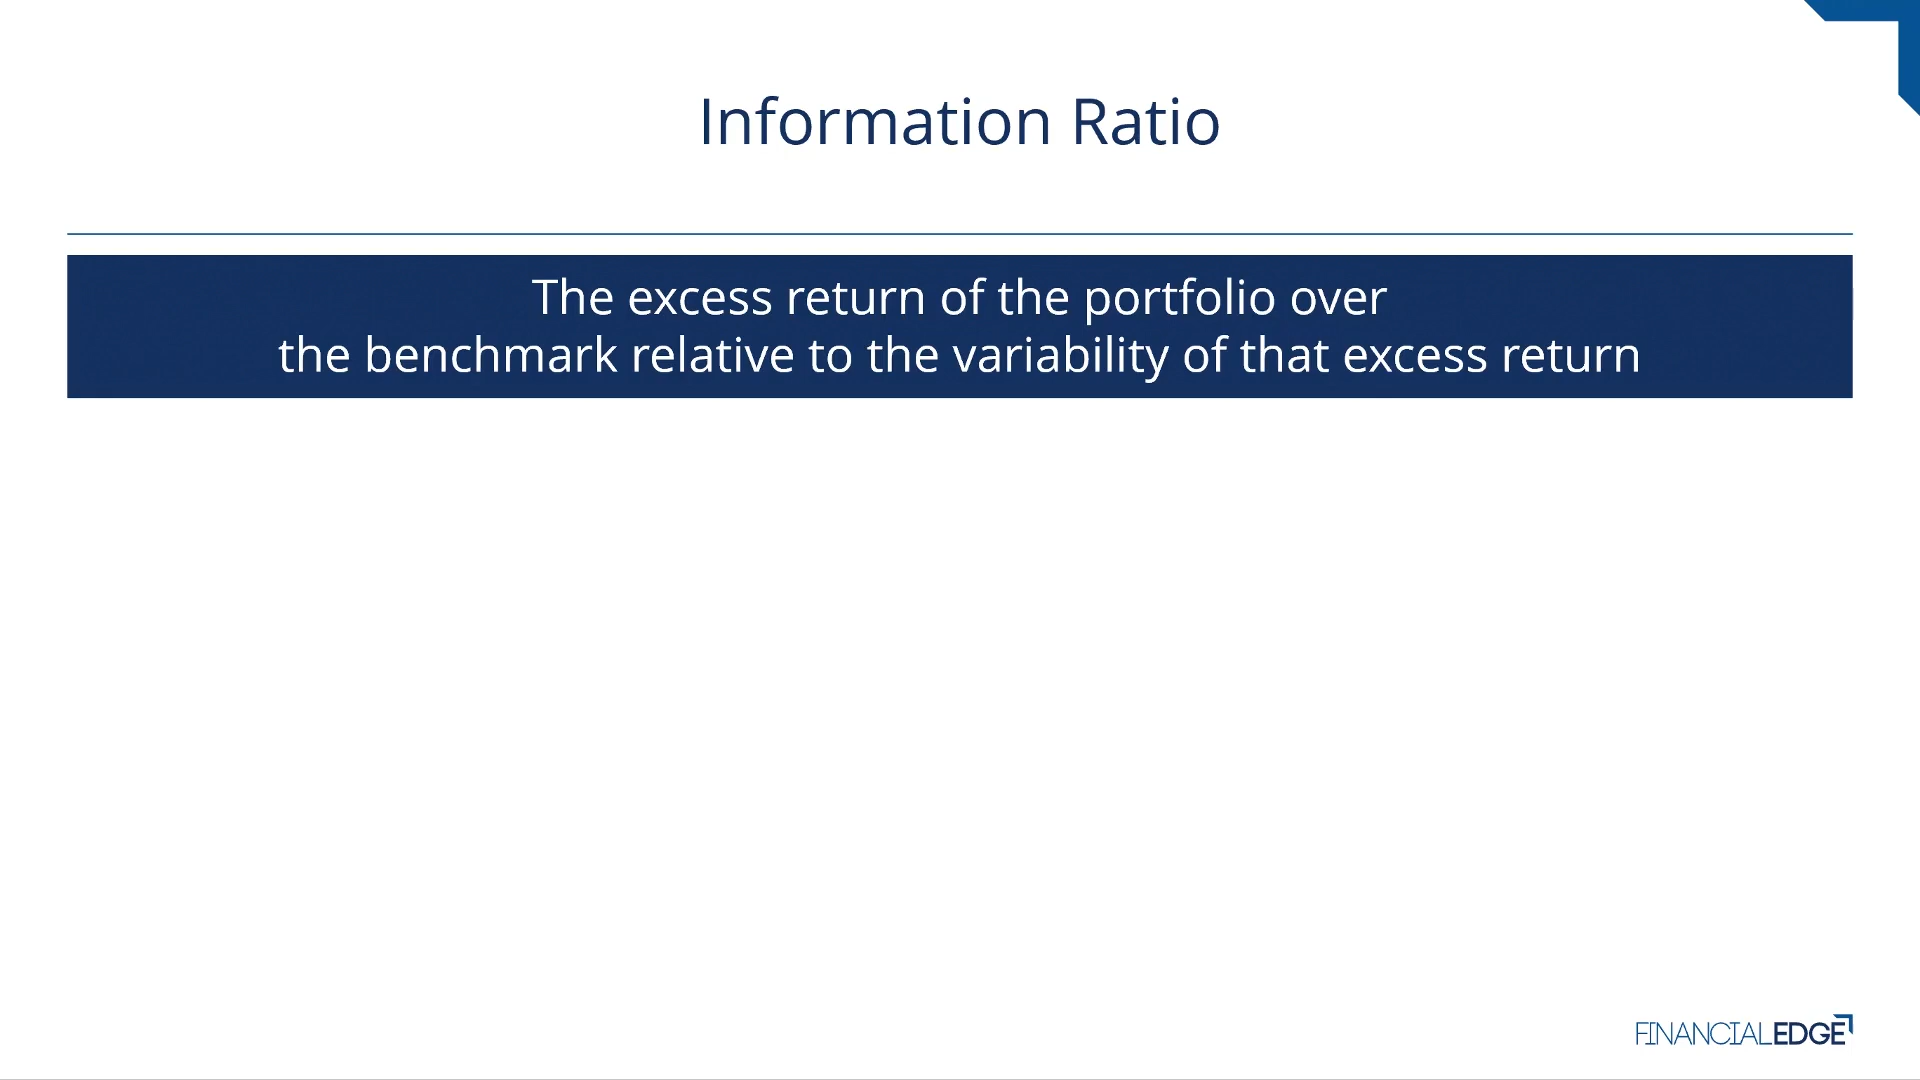 Information Ratio
The excess return of the portfolio over
the benchmark relative to the variability of that excess return
FINANCIALEDGE